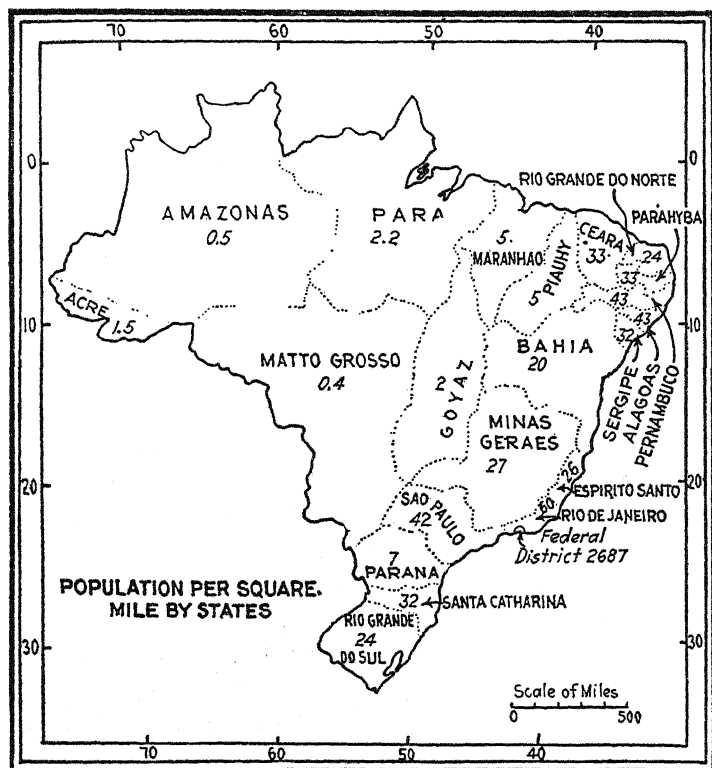 70 60 50 40
0 0
RIO GRANDE DO NORTE
PARAHYBA
AMAZONAS
0.5
PARA
2.2
5.
MARANHAO
PIAUHY
5
CEARA
33
24
33
43
43
32
ACRE
1.5
10 10
MATTO GROSSO
0.4
2
GOYAZ
BAHIA
20
SERGIPE
ALAGOAS
PERNAMBUCO
MINAS
GERAES
27
26
20 20
ESPIRITO SANTO
60
RIO DE JANEIRO
SAO PAULO
42
Federal
District 2687
7
PARANA
POPULATION PER SQUARE.
MILE BY STATES
32
SANTA CATHARINA
RIO GRANDE
24
DO SUL
30 30
Scale of Miles
0 500
70 60 50 40